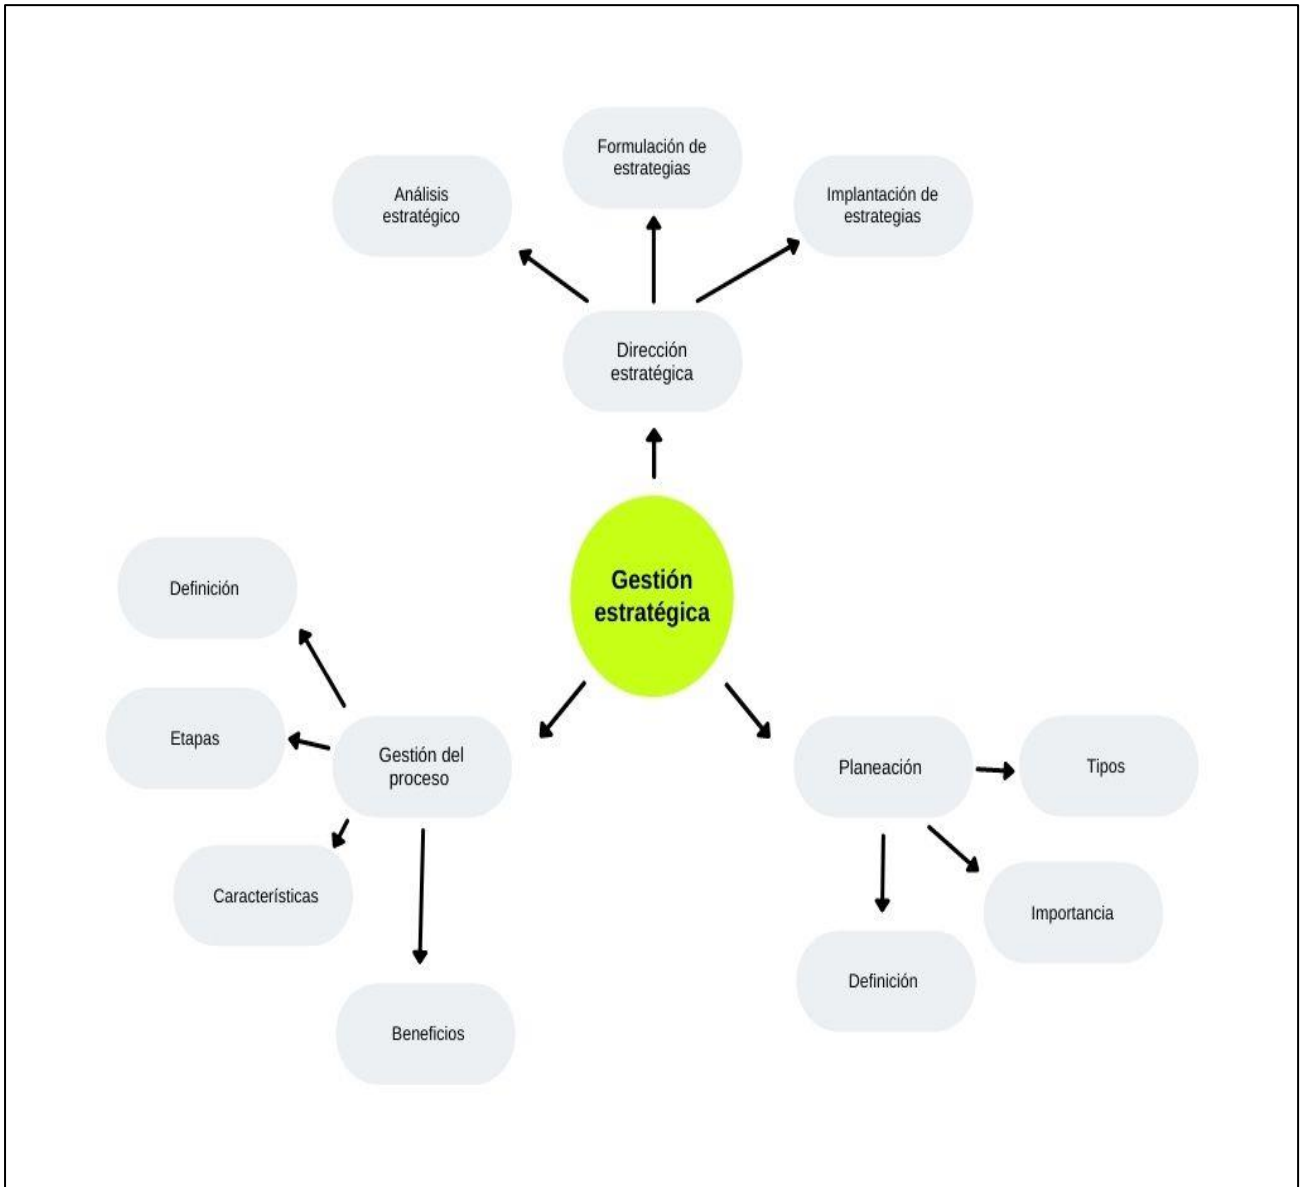 Formulación de
estrategias
Análisis
estratégico
Implantación de
estrategias
Dirección
estratégica
Gestión
estratégica
Definición
Etapas
Gestión del
proceso
Características
Beneficios
Planeación
Tipos
Importancia
Definición